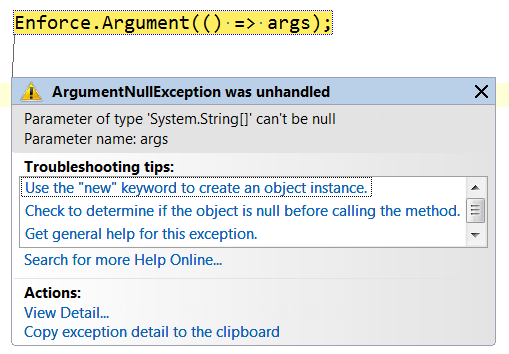 Enforce.Argument(() => args);
ArgumentNullException was unhandled
Parameter of type 'System.String[]' can't be null
Parameter name: args
Troubleshooting tips:
Use the "new" keyword to create an object instance.
Check to determine if the object is null before calling the method.
Get general help for this exception.
Search for more Help Online...
Actions:
View Detail...
Copy exception detail to the clipboard